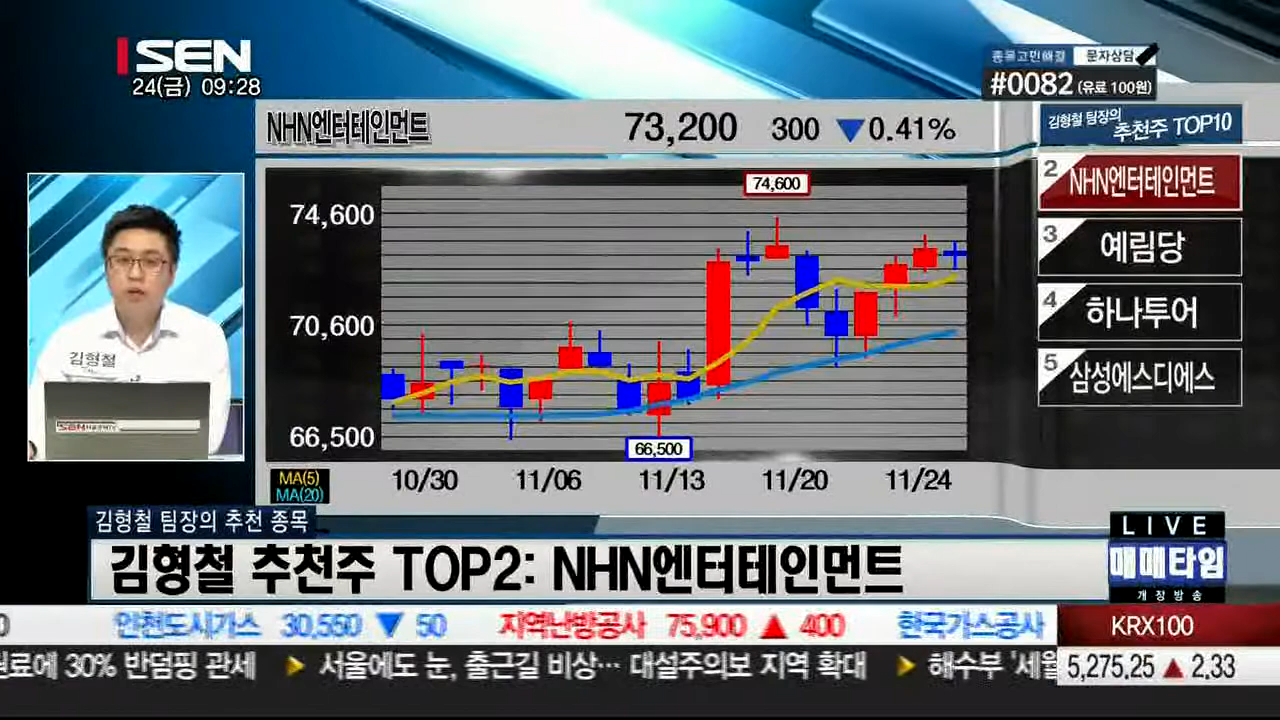 SEN
24(금) 09:28
종목고민해결 문자상담
#0082 (유료 100원)
NHN엔터테인먼트 73,200 300 ▼0.41%
김형철 팀장의
추천주 TOP10
2 NHN엔터테인먼트
3 예림당
4 하나투어
5 삼성에스디에스
74,600
74,600
70,600
66,500
66,500
MA(5)
MA(20)
10/30 11/06 11/13 11/20 11/24
김형철
SEN
김형철 팀장의 추천 종목
김형철 추천주 TOP2: NHN엔터테인먼트
LIVE
매매타임
개장방송
0 인천도시가스 30,550 ▼ 50 지역난방공사 75,900 ▲ 400 한국가스공사
KRX100
원료에 30% 반덤핑 관세 ▶ 서울에도 눈, 출근길 비상… 대설주의보 지역 확대 ▶ 해수부 '세월
5,275.25 ▲ 2.33